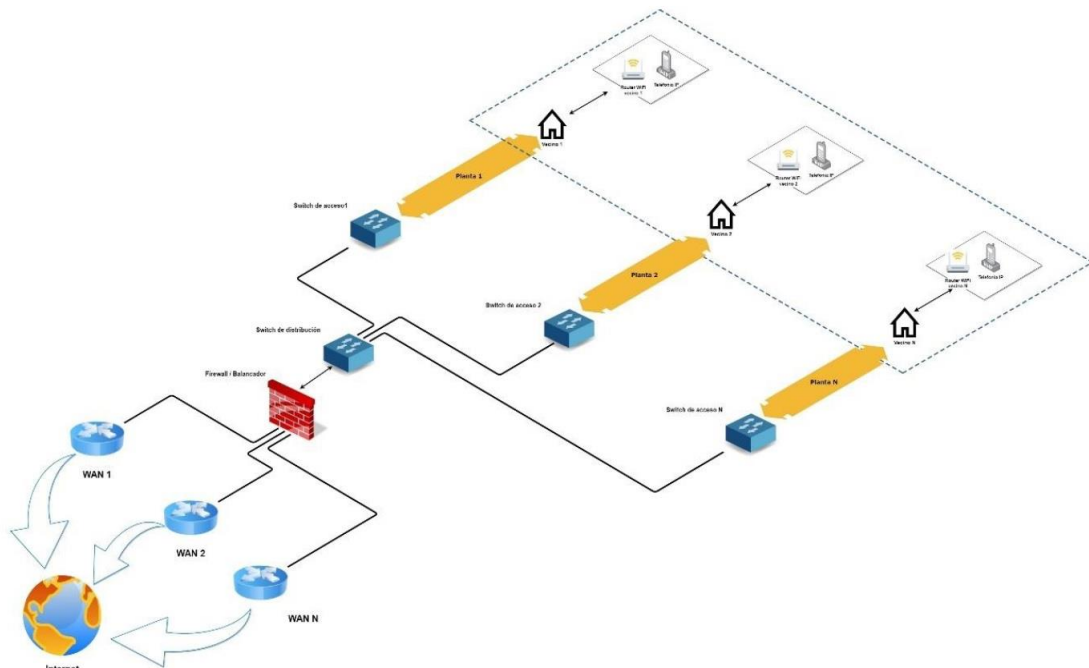 Router WiFi
vecino 1
Telefonía IP
Vecino 1
Planta 1
Switch de acceso1
Router WiFi
vecino 2
Telefonía IP
Vecino 2
Planta 2
Switch de acceso 2
Router WiFi
vecino N
Telefonía IP
Vecino N
Planta N
Switch de acceso N
Switch de distribución
Firewall / Balanceador
WAN 1
WAN 2
WAN N
Internet